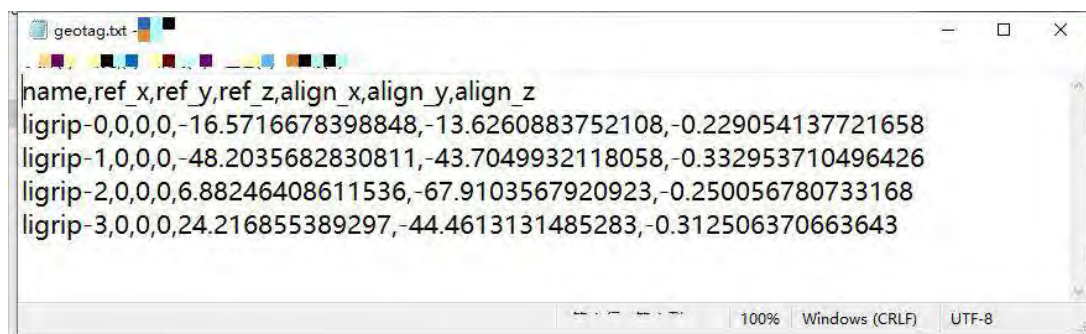 geotag.txt -
name,ref_x,ref_y,ref_z,align_x,align_y,align_z
ligrip-0,0,0,0,-16.5716678398848,-13.6260883752108,-0.229054137721658
ligrip-1,0,0,0,-48.2035682830811,-43.7049932118058,-0.332953710496426
ligrip-2,0,0,0,6.88246408611536,-67.9103567920923,-0.250056780733168
ligrip-3,0,0,0,24.216855389297,-44.4613131485283,-0.312506370663643
100% Windows (CRLF) UTF-8